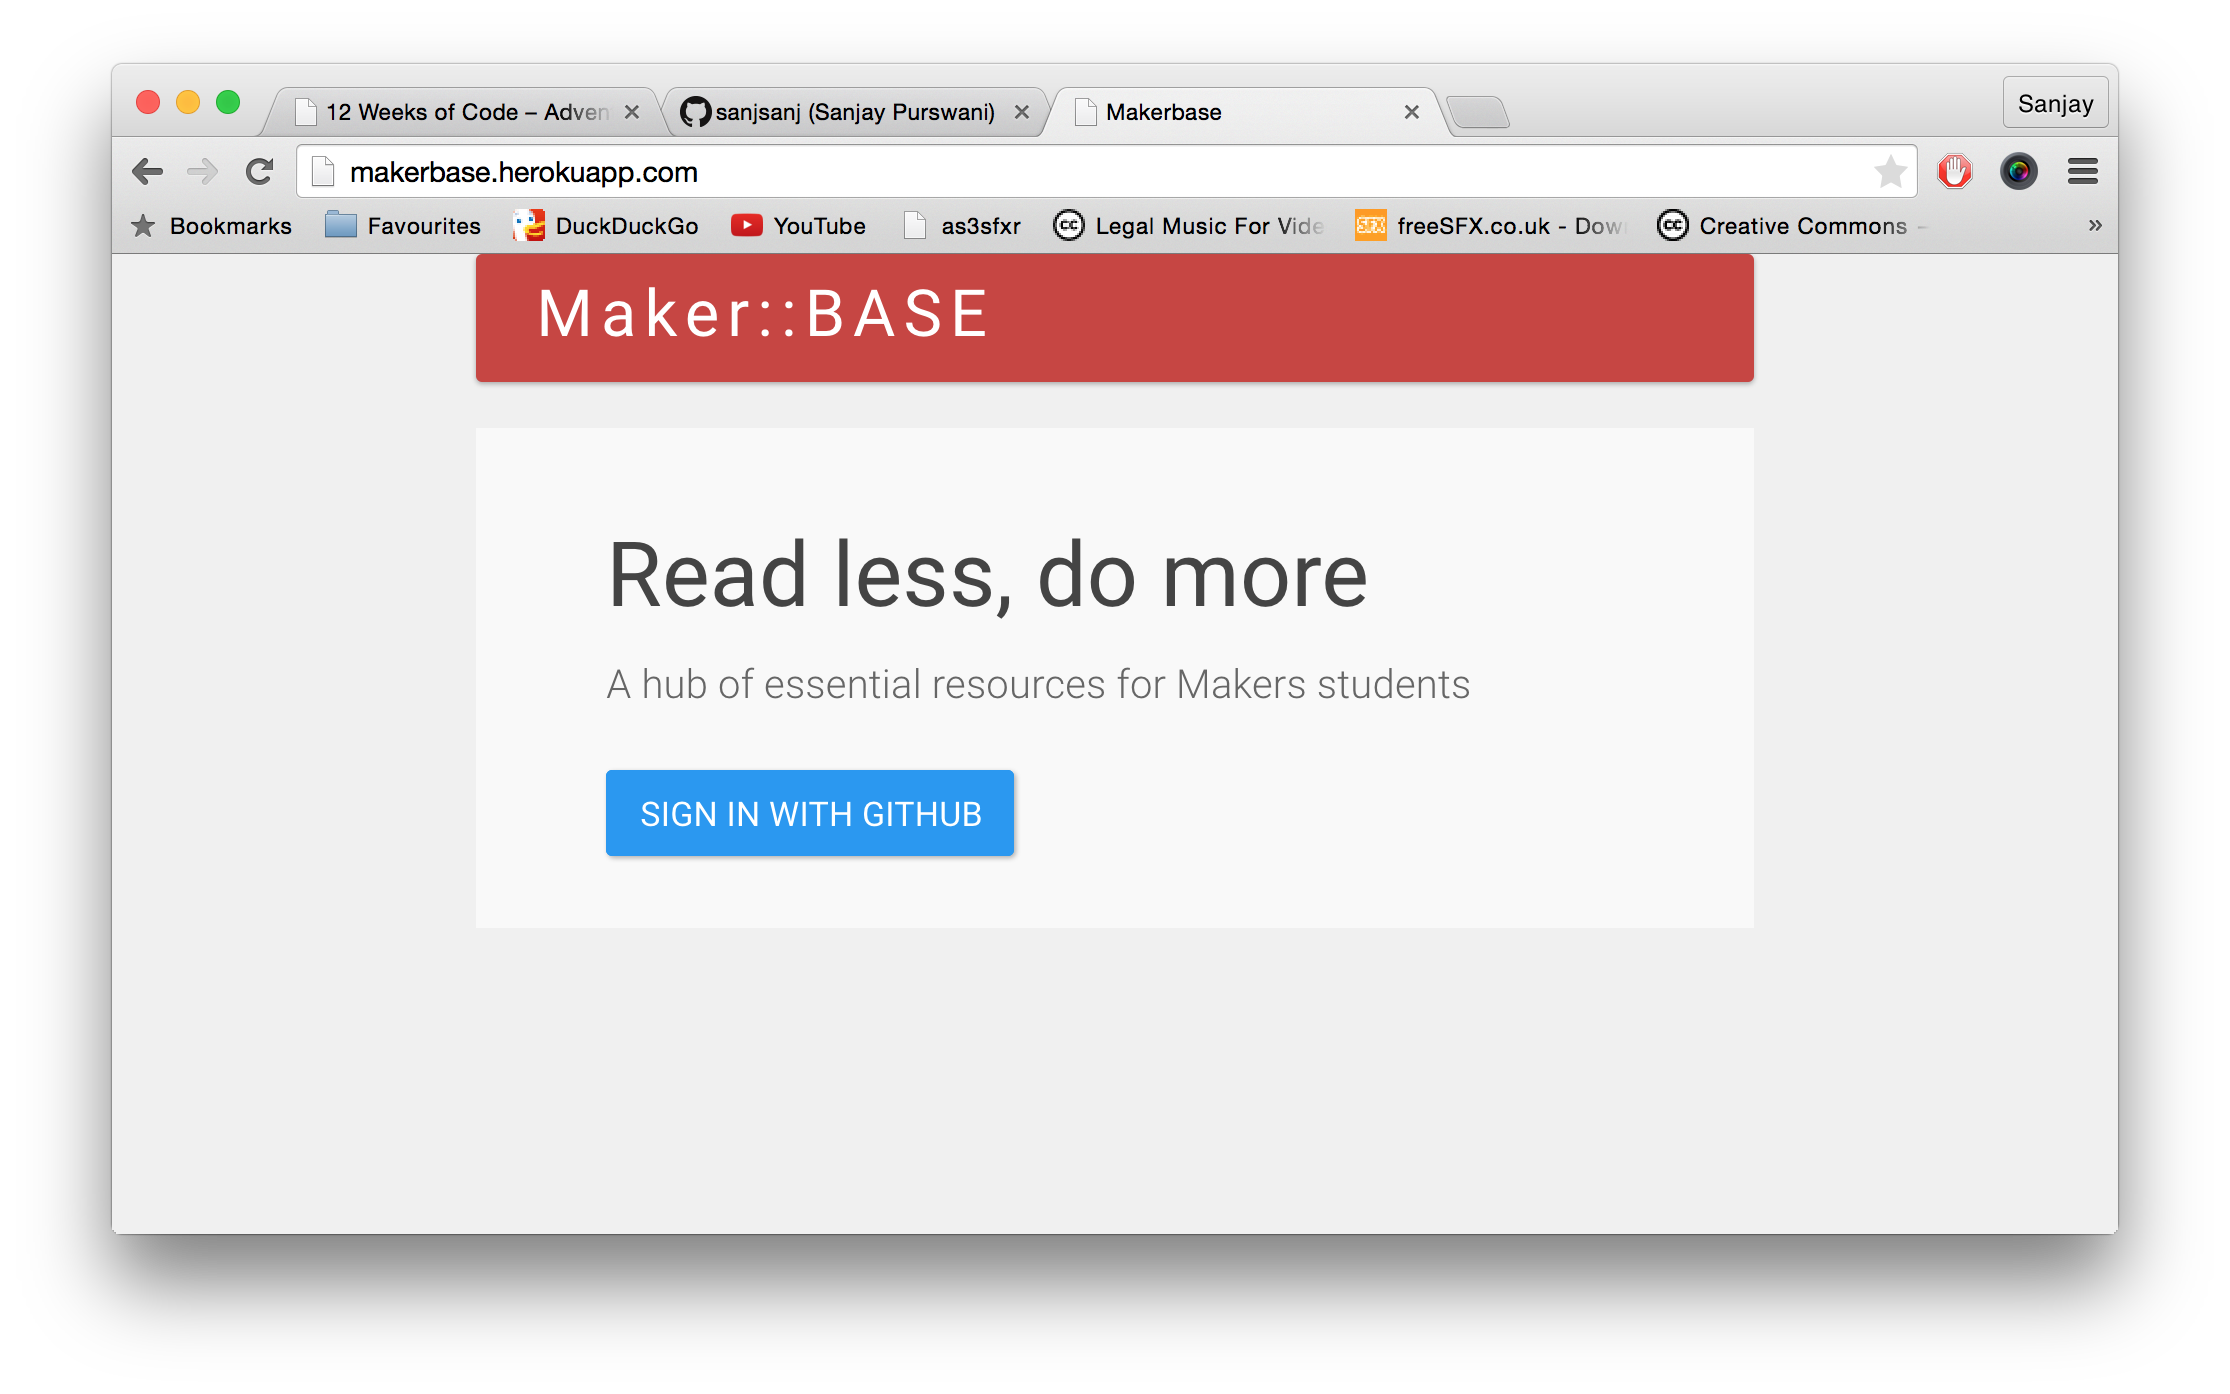 12 Weeks of Code – Adven
sanjsanj (Sanjay Purswani)
Makerbase
Sanjay
makerbase.herokuapp.com
Bookmarks
Favourites
DuckDuckGo
YouTube
as3sfxr
Legal Music For Vide
SFX
freeSFX.co.uk - Dow
Creative Commons -
»
Maker::BASE
Read less, do more
A hub of essential resources for Makers students
SIGN IN WITH GITHUB